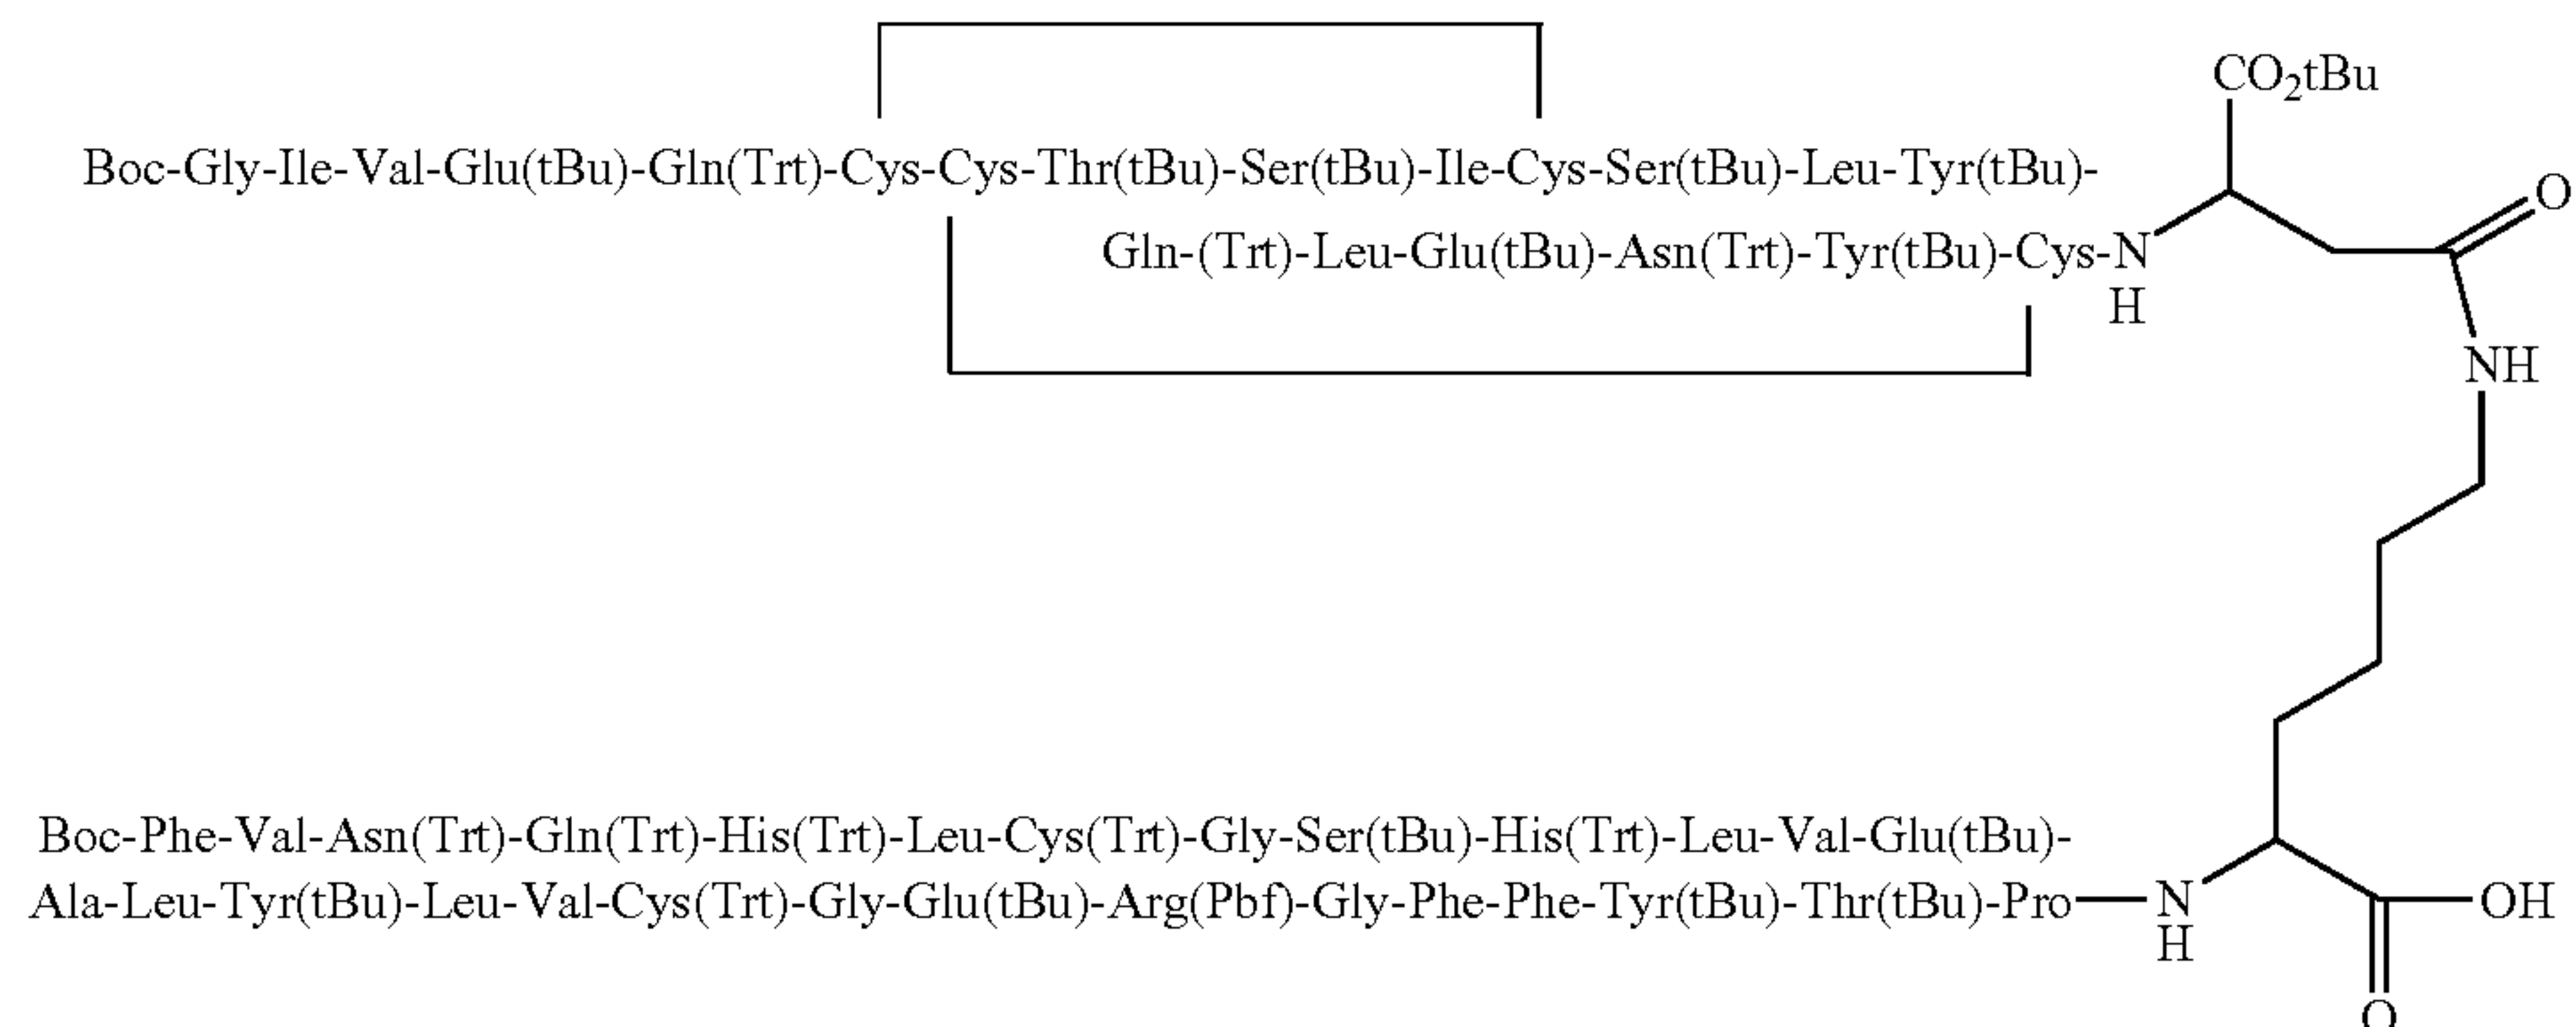 CO2tBu
Boc-Gly-Ile-Val-Glu(tBu)-Gln(Trt)-Cys-Cys-Thr(tBu)-Ser(tBu)-Ile-Cys-Ser(tBu)-Leu-Tyr(tBu)-
O
Gln-(Trt)-Leu-Glu(tBu)-Asn(Trt)-Tyr(tBu)-Cys-N
H
NH
Boc-Phe-Val-Asn(Trt)-Gln(Trt)-His(Trt)-Leu-Cys(Trt)-Gly-Ser(tBu)-His(Trt)-Leu-Val-Glu(tBu)-
Ala-Leu-Tyr(tBu)-Leu-Val-Cys(Trt)-Gly-Glu(tBu)-Arg(Pbf)-Gly-Phe-Phe-Tyr(tBu)-Thr(tBu)-Pro—N
OH
H
O